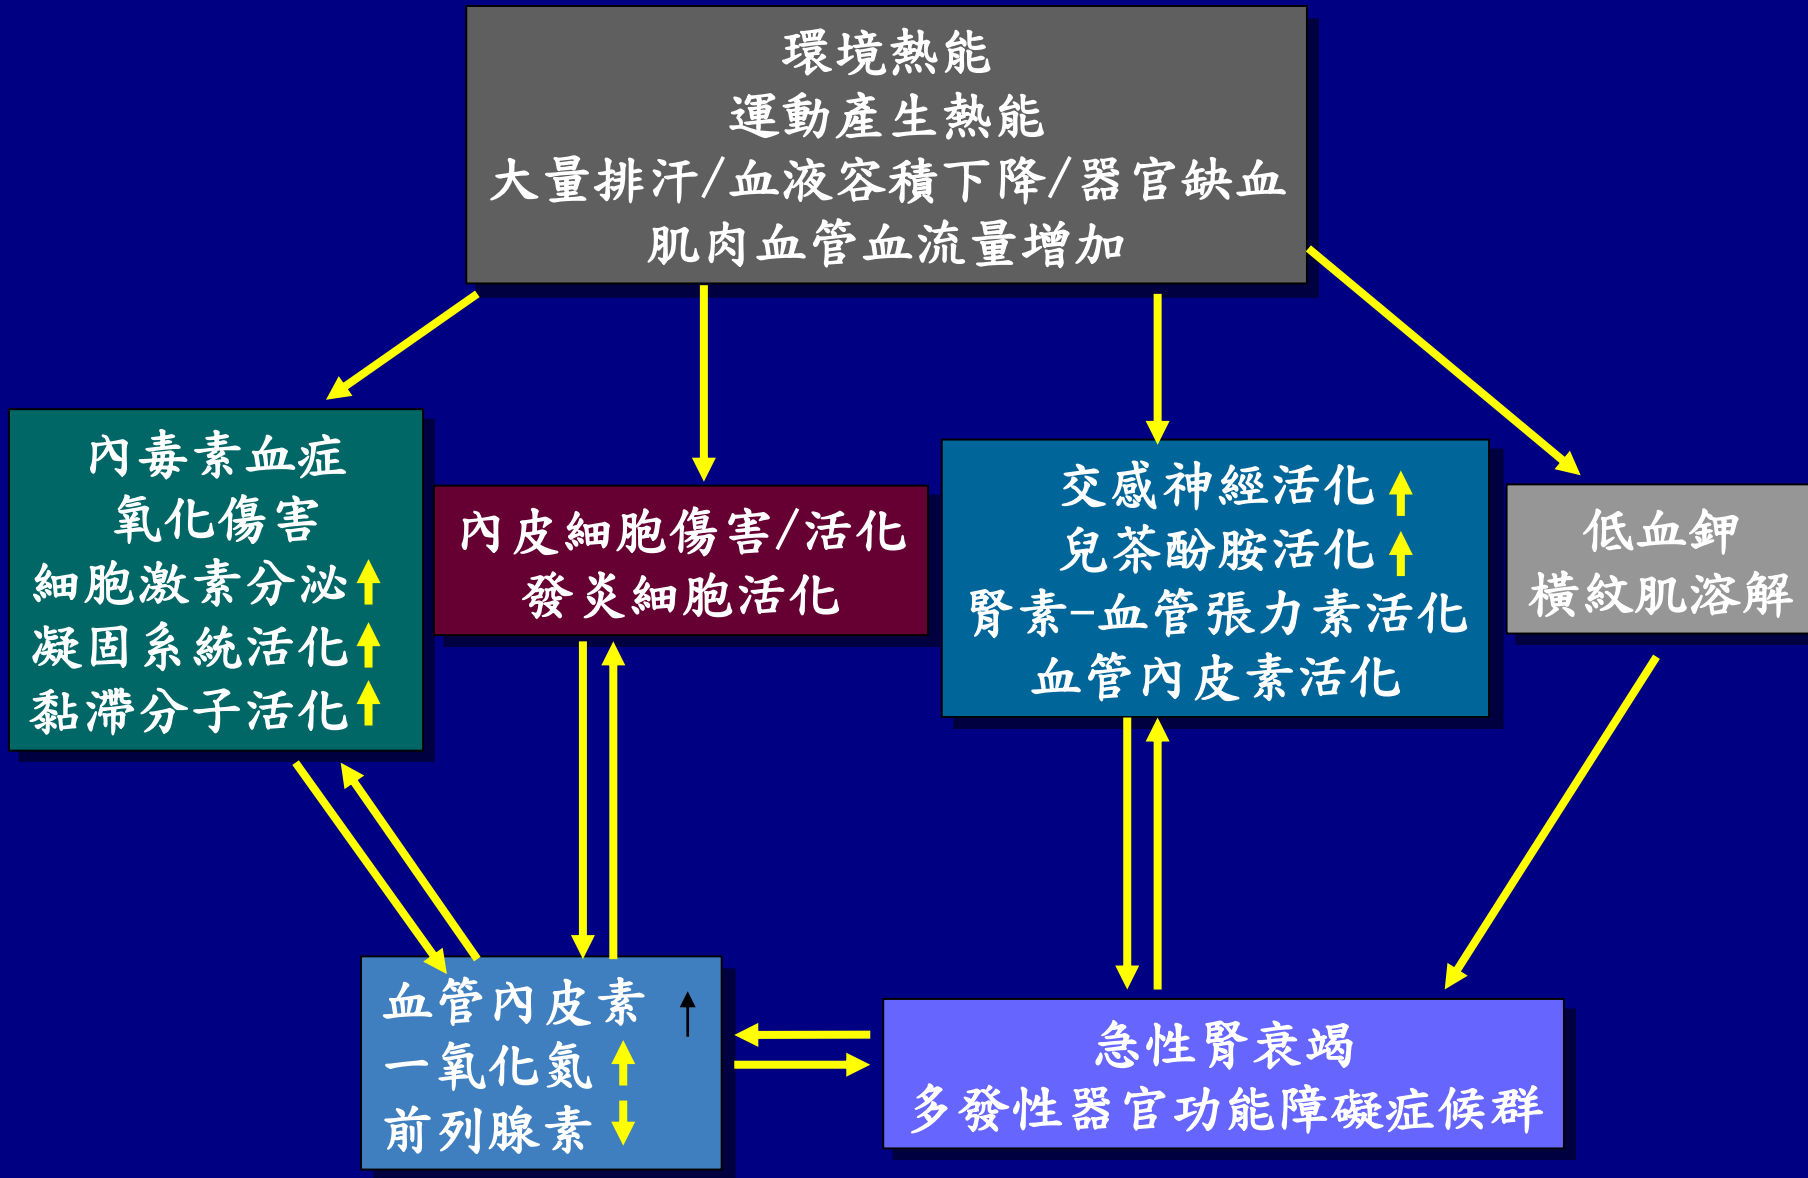 環境熱能
運動產生熱能
大量排汗/血液容積下降/器官缺血
肌肉血管血流量增加
內毒素血症
氧化傷害
細胞激素分泌
凝固系統活化
黏滯分子活化
內皮細胞傷害/活化
發炎細胞活化
交感神經活化
兒茶酚胺活化
腎素-血管張力素活化
血管內皮素活化
低血鉀
橫紋肌溶解
血管內皮素
一氧化氮
前列腺素
急性腎衰竭
多發性器官功能障礙症候群